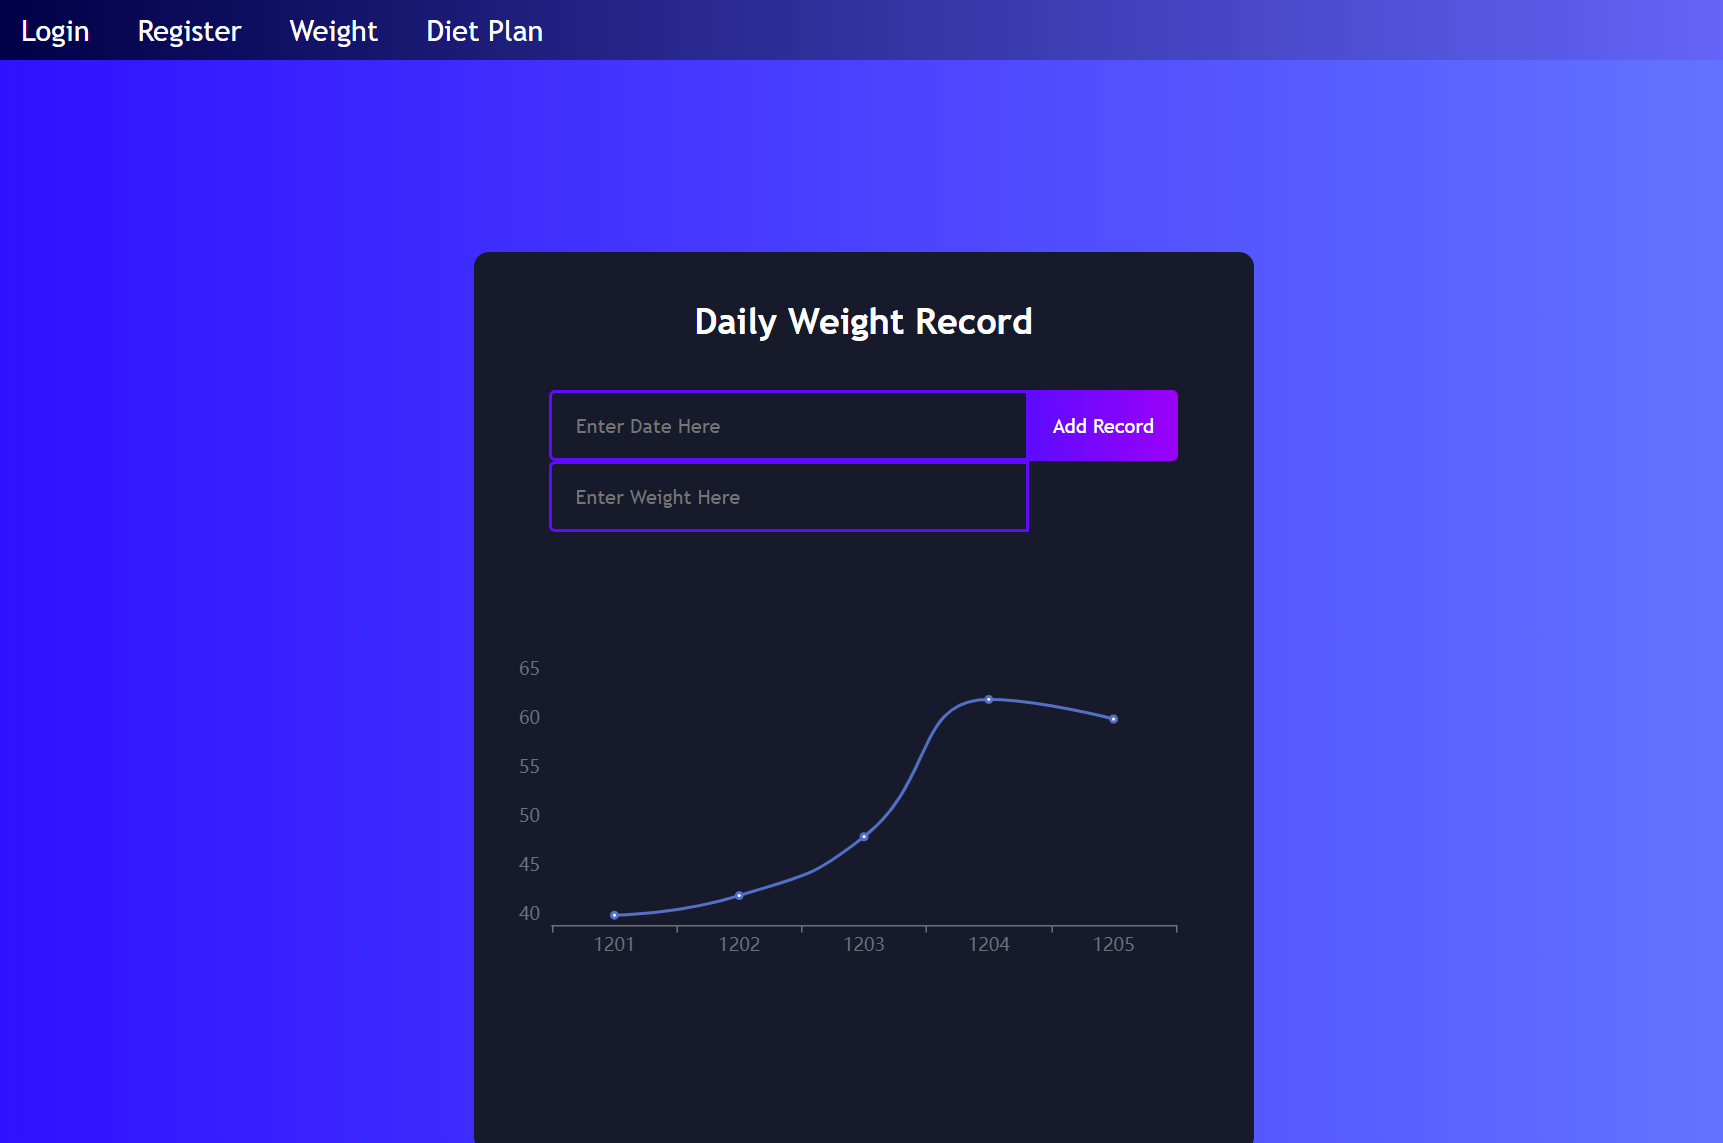 Login Register Weight Diet Plan
Daily Weight Record
Enter Date Here Add Record
Enter Weight Here
65
60
55
50
45
40
1201 1202 1203 1204 1205